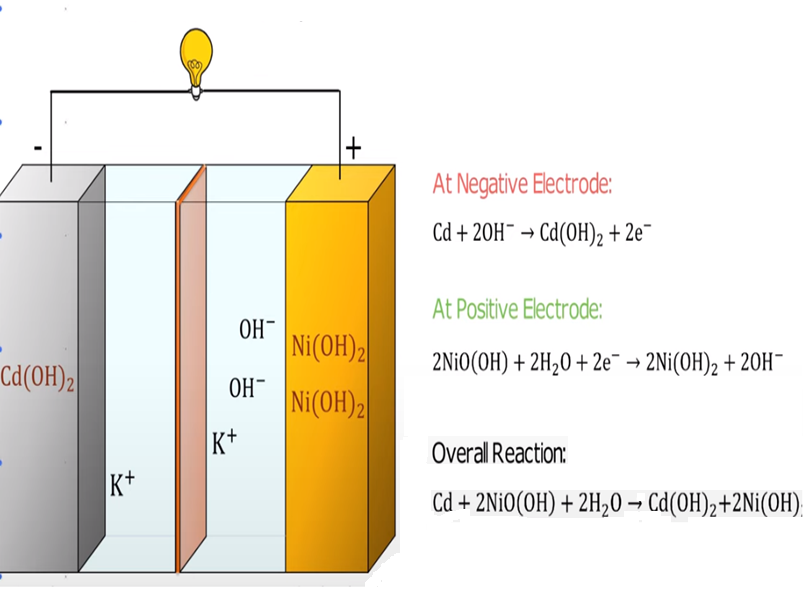 -
+
At Negative Electrode:
Cd + 2OH⁻ → Cd(OH)₂ + 2e⁻
At Positive Electrode:
2NiO(OH) + 2H₂O + 2e⁻ → 2Ni(OH)₂ + 2OH⁻
Overall Reaction:
Cd + 2NiO(OH) + 2H₂O → Cd(OH)₂+2Ni(OH)
OH⁻
Ni(OH)₂
Cd(OH)₂
OH⁻
Ni(OH)₂
K⁺
K⁺